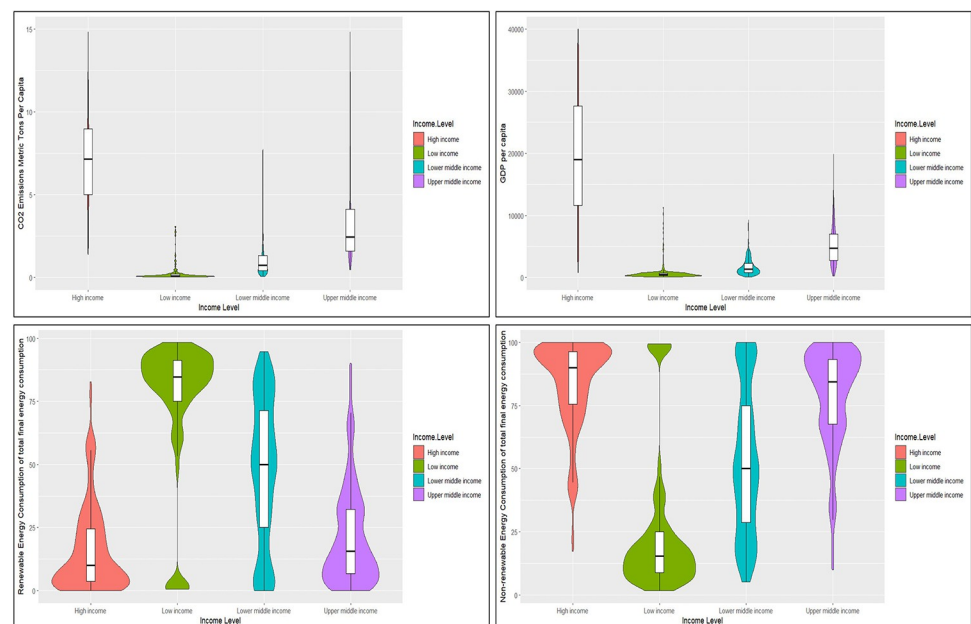 CO2 Emissions Metric Tons Per Capita
15
10
5
0
High income
Low income
Lower middle income
Upper middle income
Income Level
Income.Level
High income
Low income
Lower middle income
Upper middle income
GDP per capita
40000
30000
20000
10000
0
High income
Low income
Lower middle income
Upper middle income
Income Level
Income.Level
High income
Low income
Lower middle income
Upper middle income
Renewable Energy Consumption of total final energy consumption
100
75
50
25
0
High income
Low income
Lower middle income
Upper middle income
Income Level
Income.Level
High income
Low income
Lower middle income
Upper middle income
Non-renewable Energy Consumption of total final energy consumption
100
75
50
25
0
High income
Low income
Lower middle income
Upper middle income
Income Level
Income.Level
High income
Low income
Lower middle income
Upper middle income